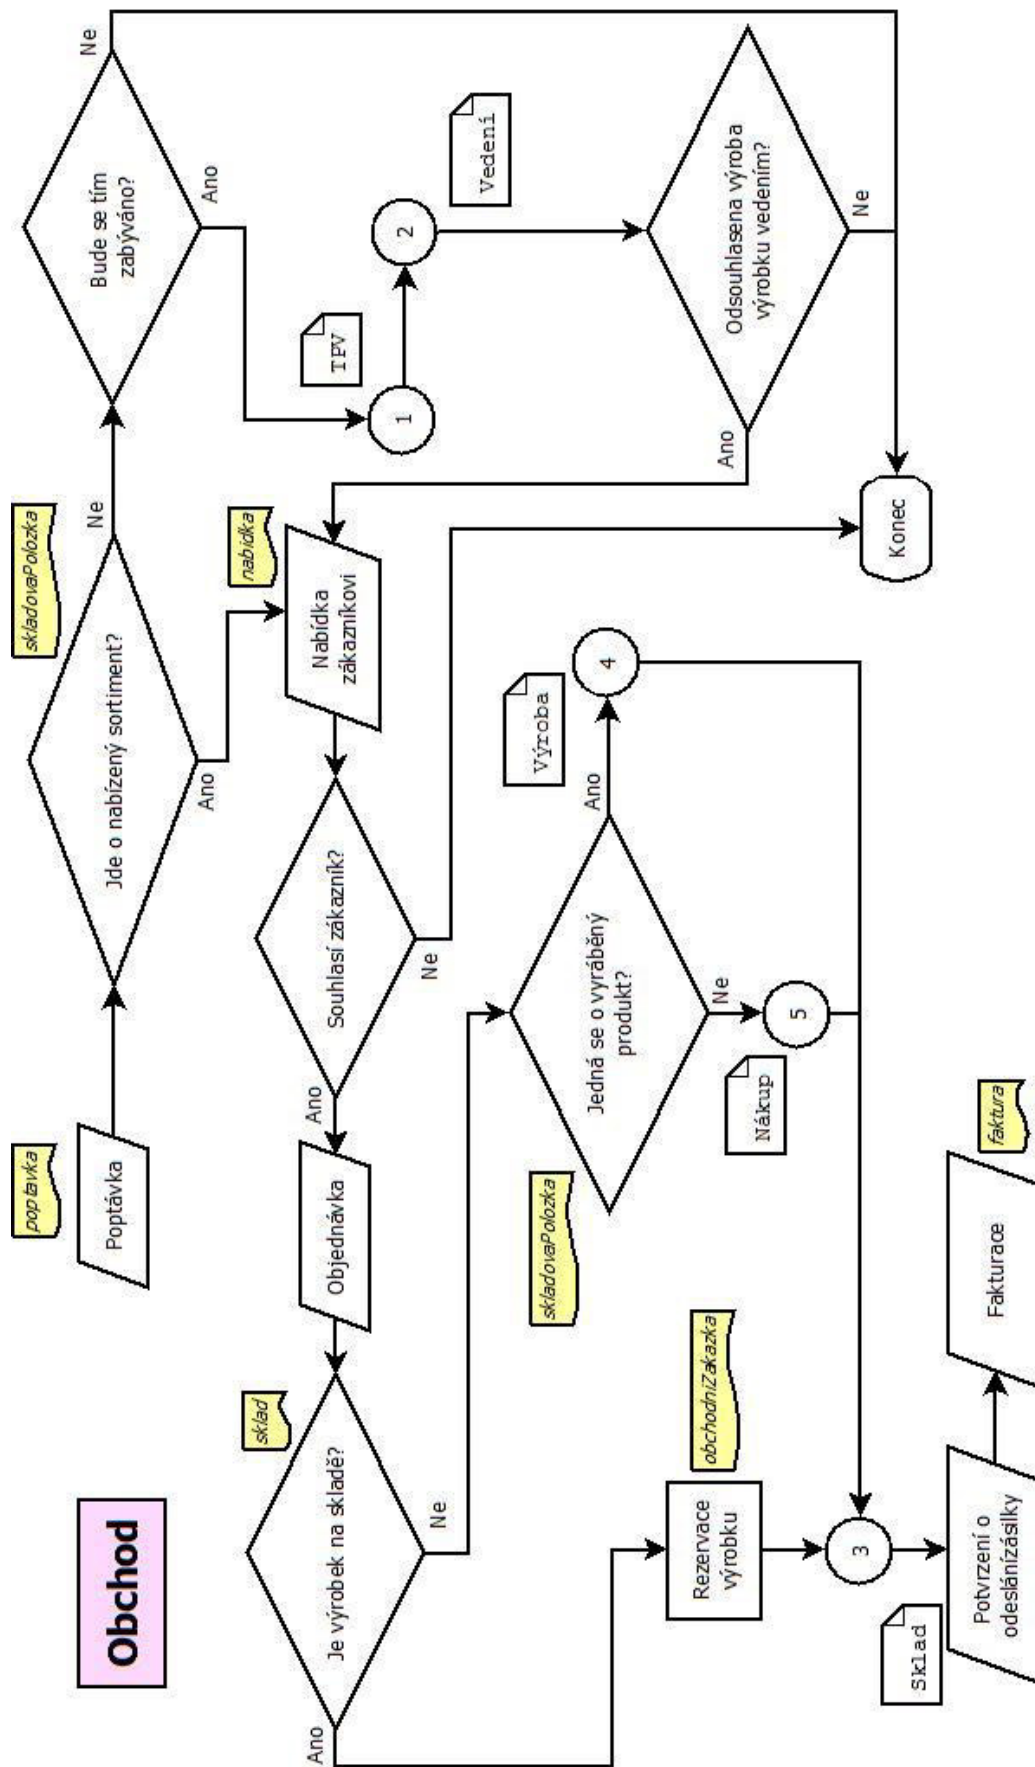 Obchod
poptavka
Poptávka
skladovaPolozka
Jde o nabízený sortiment?
Ne
Ano
Bude se tím
zabýváno?
Ne
Ano
sklad
Je výrobek na skladě?
Ano
Ne
Objednávka
Souhlasí zákazník?
Ano
Ne
nabidka
Nabídka
zákazníkovi
TPV
1
2
Vedení
Odsouhlasena výroba
výrobku vedením?
Ano
Ne
skladovaPolozka
Jedná se o vyráběný
produkt?
Ano
Ne
Výroba
4
Nákup
5
Konec
obchodniZakazka
Rezervace
výrobku
3
Sklad
Potvrzení o
odeslánízásilky
faktura
Fakturace